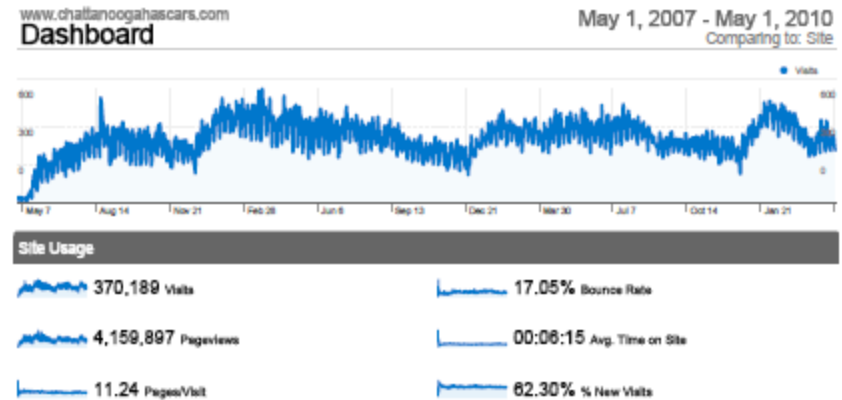 www.chattanoogahascars.com
Dashboard
May 1, 2007 - May 1, 2010
Comparing to: Site
Visits
600 600
300 300
0 0
May 7 Aug 14 Nov 21 Feb 28 Jun 6 Sep 13 Dec 21 Mar 30 Jul 7 Oct 14 Jan 21
Site Usage
370,189 Visits
17.05% Bounce Rate
4,159,897 Pageviews
00:06:15 Avg. Time on Site
11.24 Pages/Visit
62.30% % New Visits